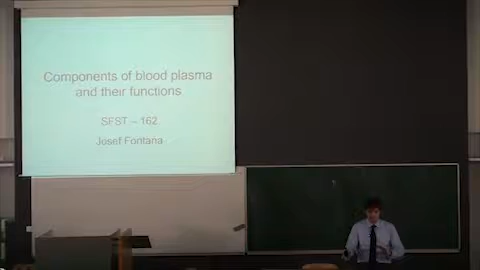 Components of blood plasma
and their functions
SFST – 162
Josef Fontana